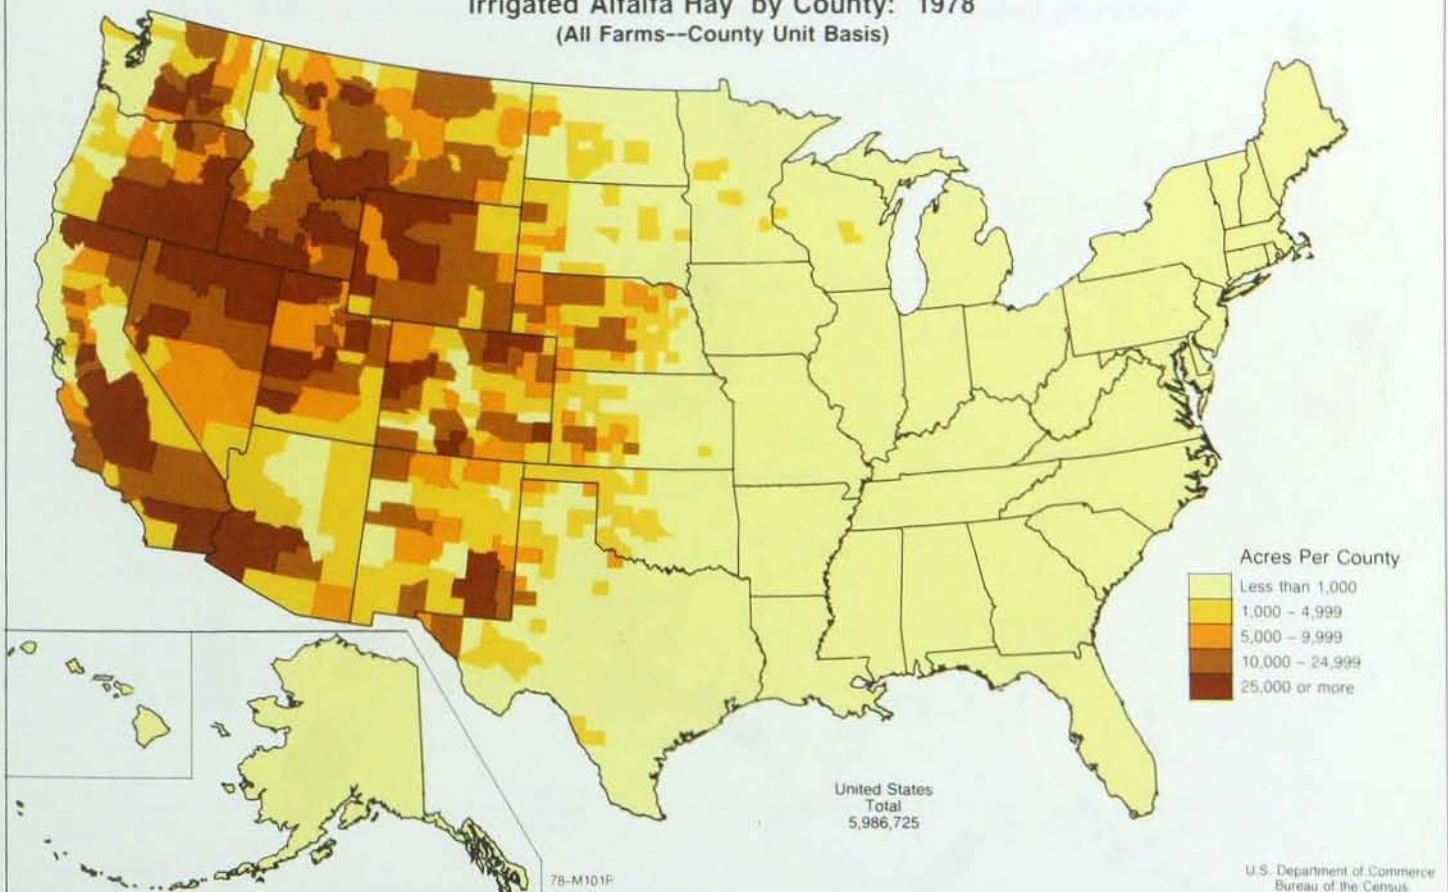 Irrigated Alfalfa Hay by County: 1978
(All Farms--County Unit Basis)
Acres Per County
Less than 1,000
1,000 – 4,999
5,000 – 9,999
10,000 – 24,999
25,000 or more
United States
Total
5,986,725
78-M101F
U.S. Department of Commerce
Bureau of the Census